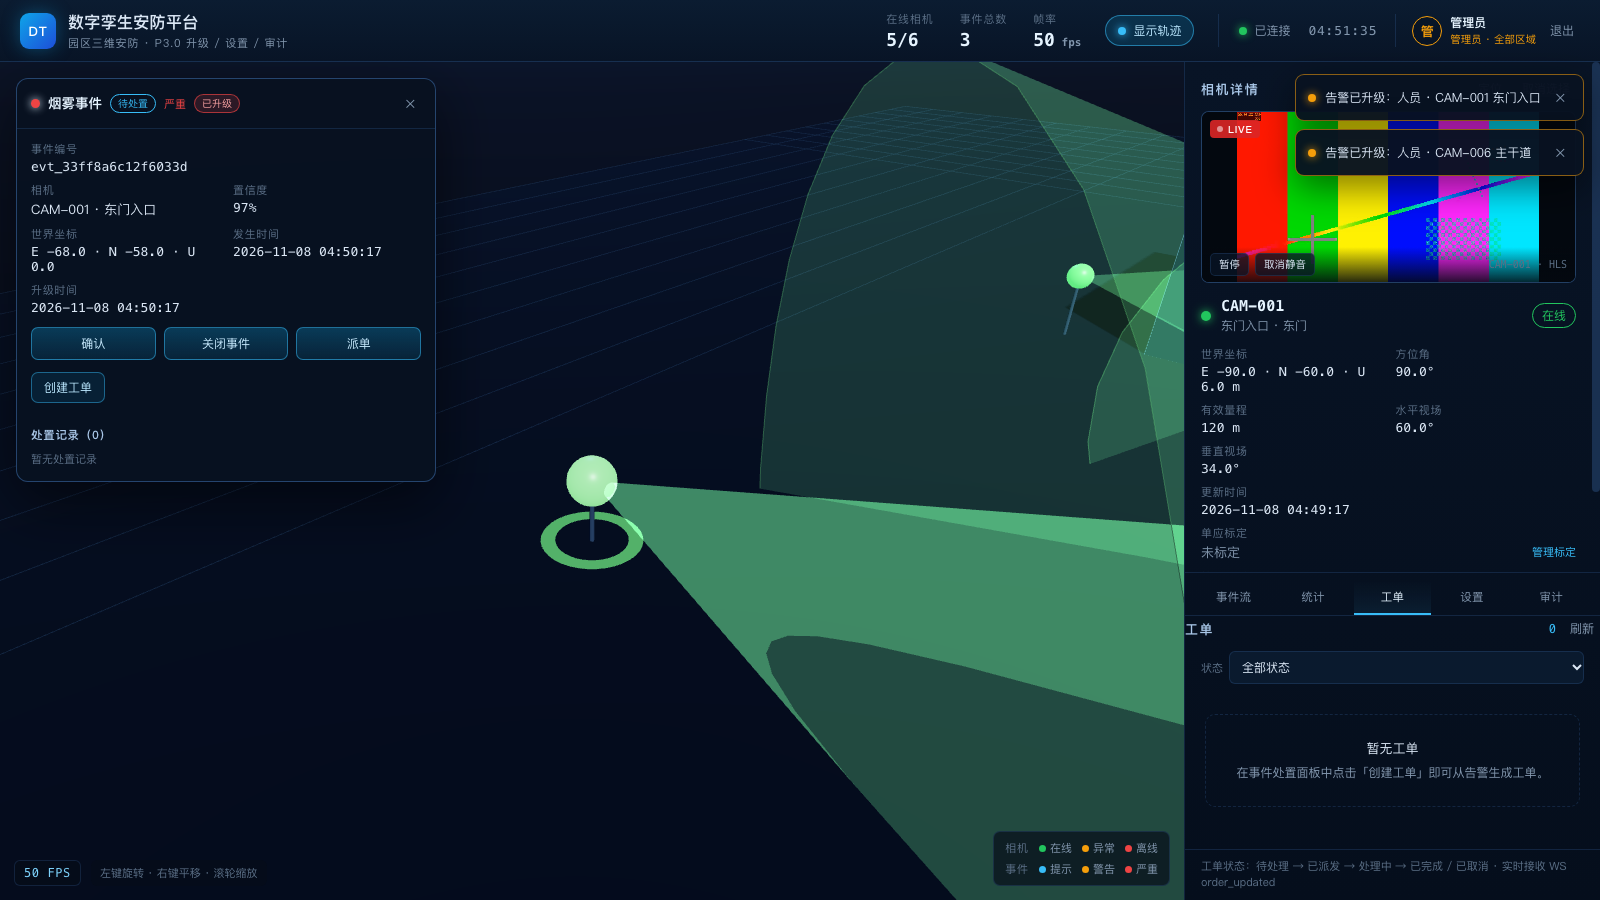 DT
数字孪生安防平台
园区三维安防 · P3.0 升级 / 设置 / 审计
在线相机
5/6
事件总数
3
帧率
50 fps
显示轨迹
已连接
04:51:35
管
管理员
管理员 · 全部区域
退出
烟雾事件
待处置
严重
已升级
×
事件编号
evt_33ff8a6c12f6033d
相机
CAM-001 · 东门入口
置信度
97%
世界坐标
E -68.0 · N -58.0 · U
0.0
发生时间
2026-11-08 04:50:17
升级时间
2026-11-08 04:50:17
确认
关闭事件
派单
创建工单
处置记录 (0)
暂无处置记录
50 FPS
左键旋转 · 右键平移 · 滚轮缩放
相机
在线
异常
离线
事件
提示
警告
严重
相机详情
告警已升级：人员 · CAM-001 东门入口
×
告警已升级：人员 · CAM-006 主干道
×
LIVE
暂停
取消静音
CAM-001 · HLS
CAM-001
东门入口 · 东门
在线
世界坐标
E -90.0 · N -60.0 · U
6.0 m
方位角
90.0°
有效量程
120 m
水平视场
60.0°
垂直视场
34.0°
更新时间
2026-11-08 04:49:17
单应标定
未标定
管理标定
事件流
统计
工单
设置
审计
工单
0
刷新
状态
全部状态
暂无工单
在事件处置面板中点击「创建工单」即可从告警生成工单。
工单状态：待处理 → 已派发 → 处理中 → 已完成 / 已取消 · 实时接收 WS
order_updated